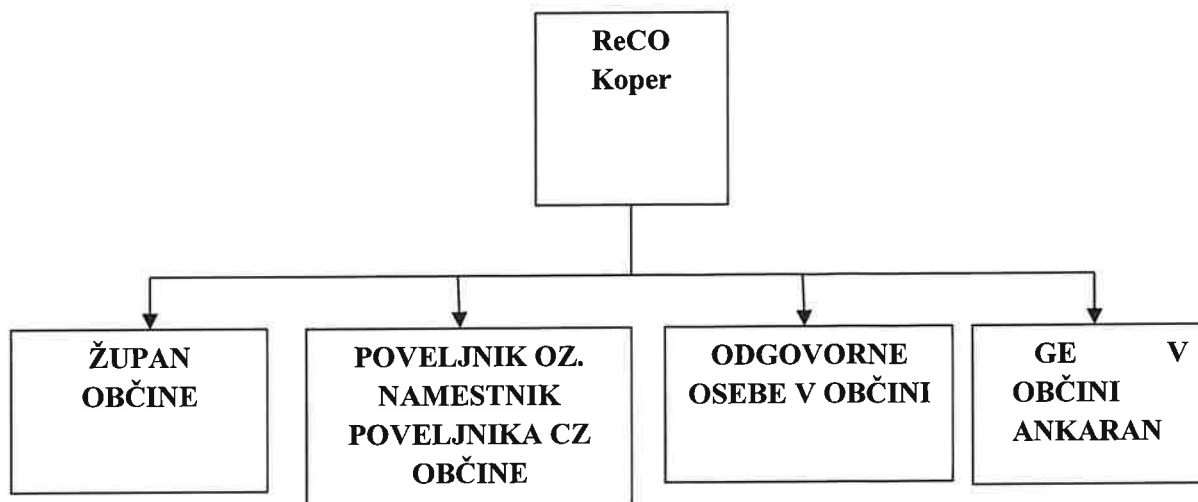 ReCO
Koper
ŽUPAN
OBČINE
POVELJNIK OZ.
NAMESTNIK
POVELJNIKA CZ
OBČINE
ODGOVORNE
OSEBE V OBČINI
GE V
OBČINI
ANKARAN